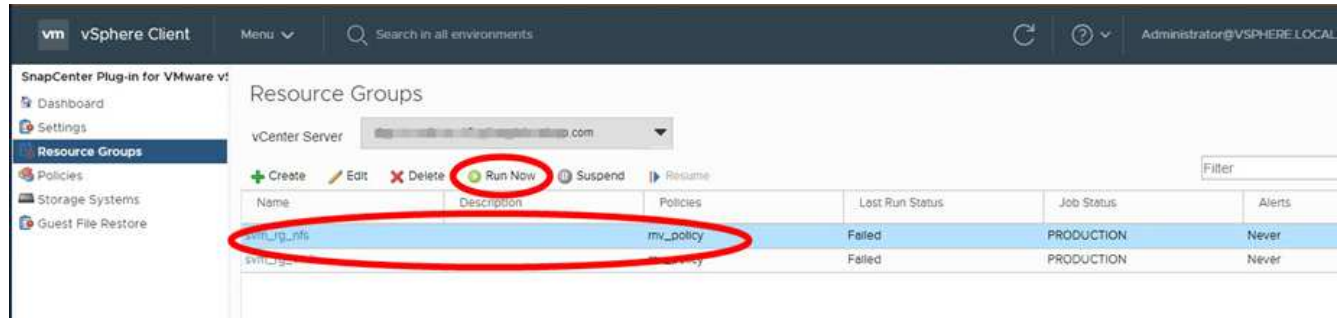 vm vSphere Client Menu Search in all environments Administrator@VSPHERE.LOCAL
SnapCenter Plug-in for VMware vS
Dashboard
Settings
Resource Groups
Policies
Storage Systems
Guest File Restore
Resource Groups
vCenter Server .com
Create Edit Delete Run Now Suspend Resume Filter
Name Description Policies Last Run Status Job Status Alerts
svm_rg_nfs mv_policy Failed PRODUCTION Never
Failed PRODUCTION Never